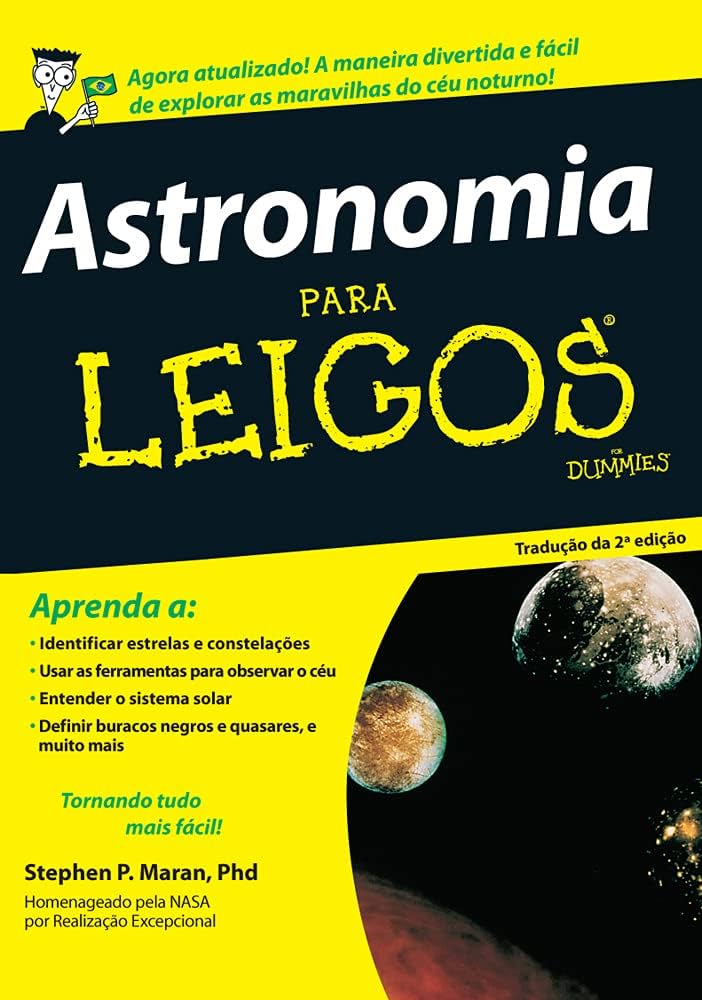 Agora atualizado! A maneira divertida e fácil
de explorar as maravilhas do céu noturno!
Astronomia
PARA
LEIGOS®
FOR
DUMMIES®
Tradução da 2ª edição
Aprenda a:
• Identificar estrelas e constelações
• Usar as ferramentas para observar o céu
• Entender o sistema solar
• Definir buracos negros e quasares, e
muito mais
Tornando tudo
mais fácil!
Stephen P. Maran, Phd
Homenageado pela NASA
por Realização Excepcional